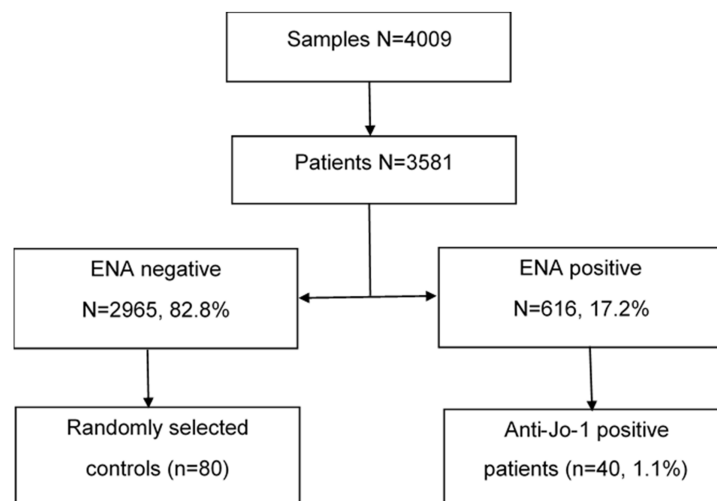 Samples N=4009
Patients N=3581
ENA negative
N=2965, 82.8%
ENA positive
N=616, 17.2%
Randomly selected
controls (n=80)
Anti-Jo-1 positive
patients (n=40, 1.1%)